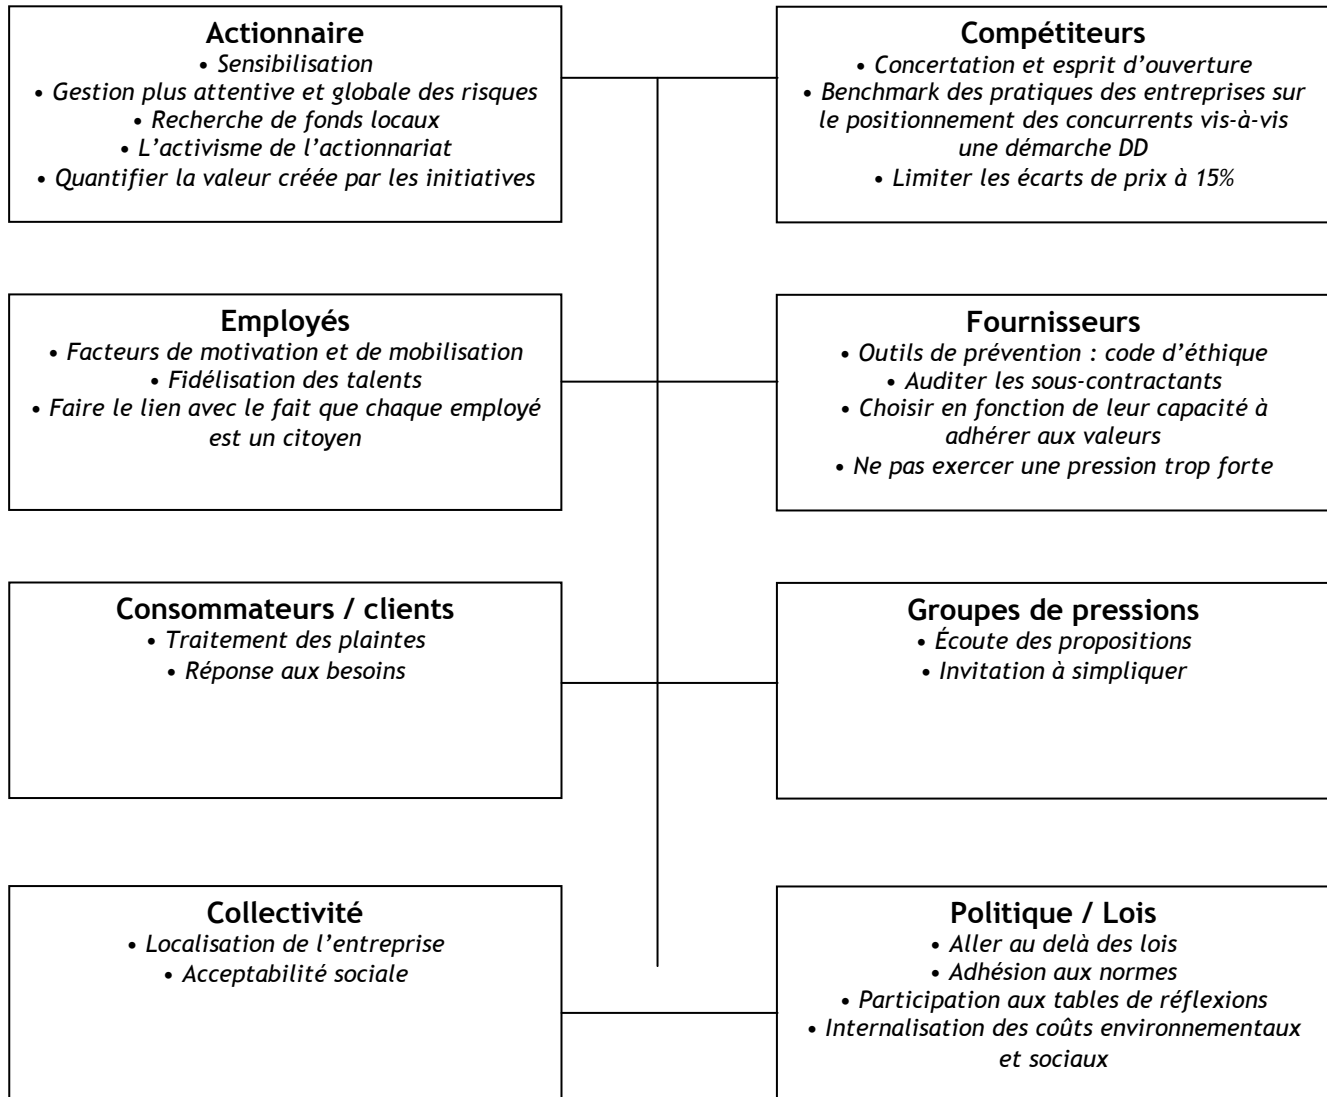 Actionnaire
• Sensibilisation
• Gestion plus attentive et globale des risques
• Recherche de fonds locaux
• L’activisme de l’actionnariat
• Quantifier la valeur créée par les initiatives
Compétiteurs
• Concertation et esprit d’ouverture
• Benchmark des pratiques des entreprises sur
le positionnement des concurrents vis-à-vis
une démarche DD
• Limiter les écarts de prix à 15%
Employés
• Facteurs de motivation et de mobilisation
• Fidélisation des talents
• Faire le lien avec le fait que chaque employé
est un citoyen
Fournisseurs
• Outils de prévention : code d’éthique
• Auditer les sous-contractants
• Choisir en fonction de leur capacité à
adhérer aux valeurs
• Ne pas exercer une pression trop forte
Consommateurs / clients
• Traitement des plaintes
• Réponse aux besoins
Groupes de pressions
• Écoute des propositions
• Invitation à simpliquer
Collectivité
• Localisation de l’entreprise
• Acceptabilité sociale
Politique / Lois
• Aller au delà des lois
• Adhésion aux normes
• Participation aux tables de réflexions
• Internalisation des coûts environnementaux
et sociaux